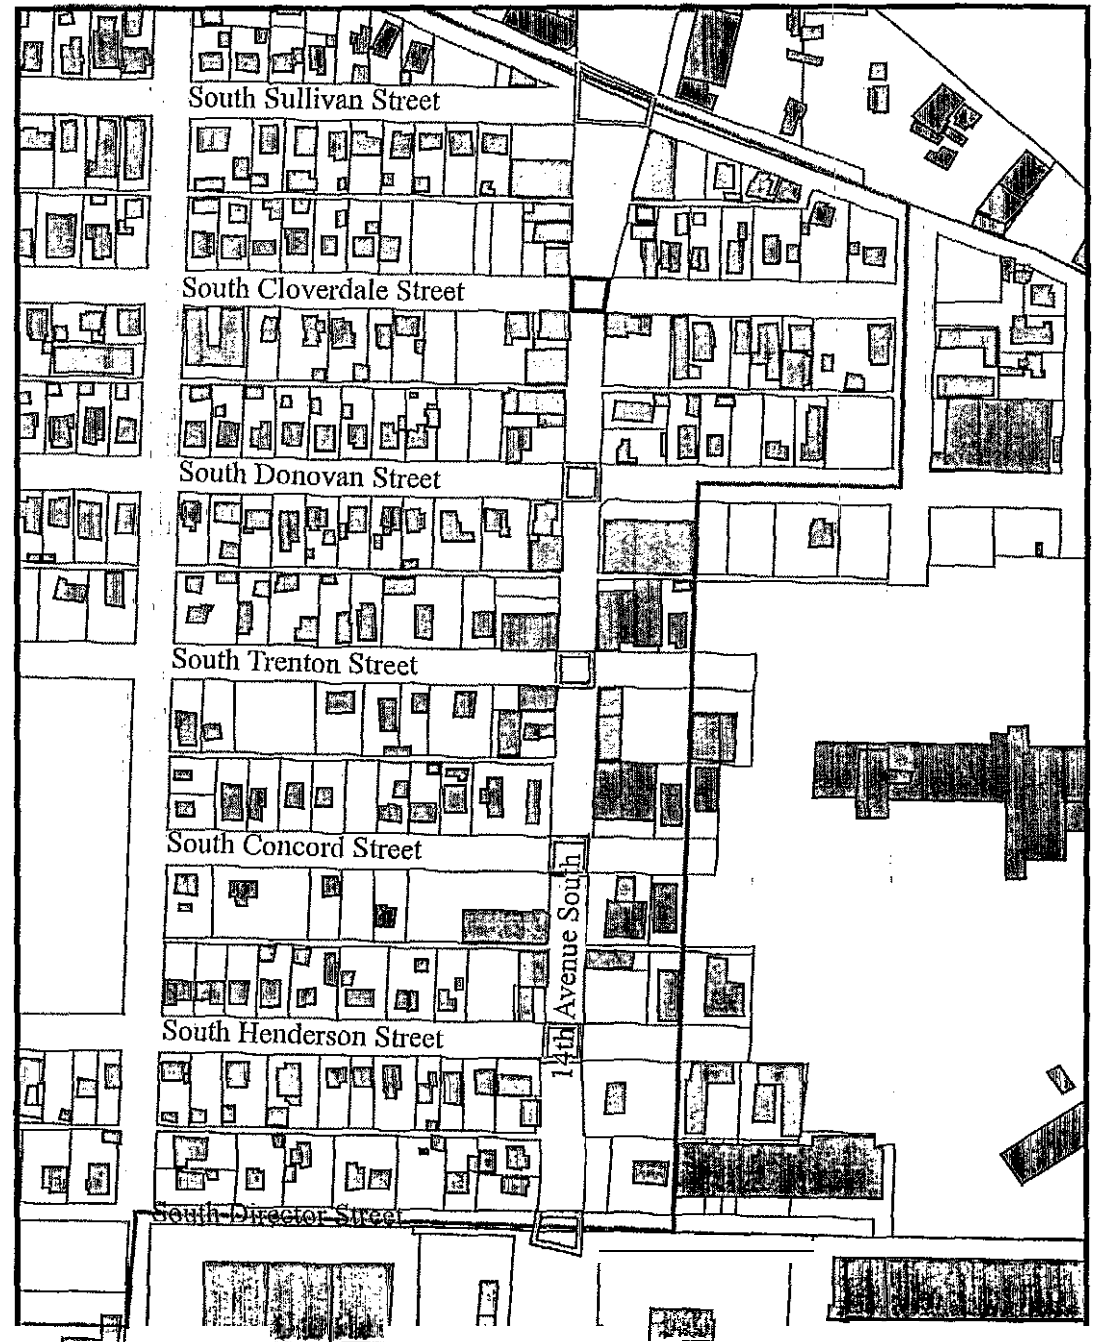 South Sullivan Street
South Cloverdale Street
South Donovan Street
South Trenton Street
South Concord Street
14th Avenue South
South Henderson Street
South Director Street